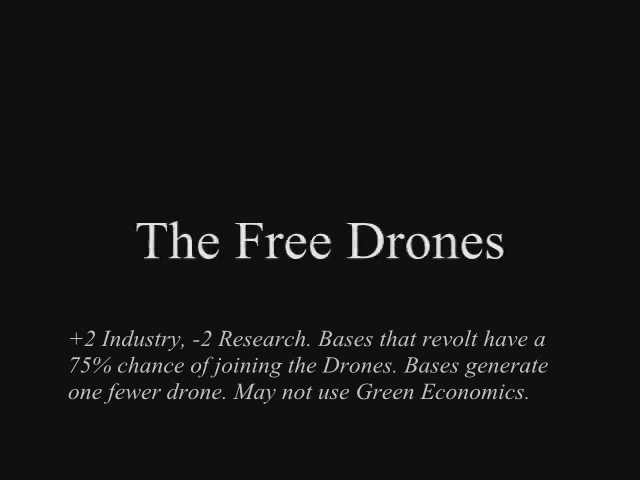 The Free Drones
+2 Industry, -2 Research. Bases that revolt have a
75% chance of joining the Drones. Bases generate
one fewer drone. May not use Green Economics.